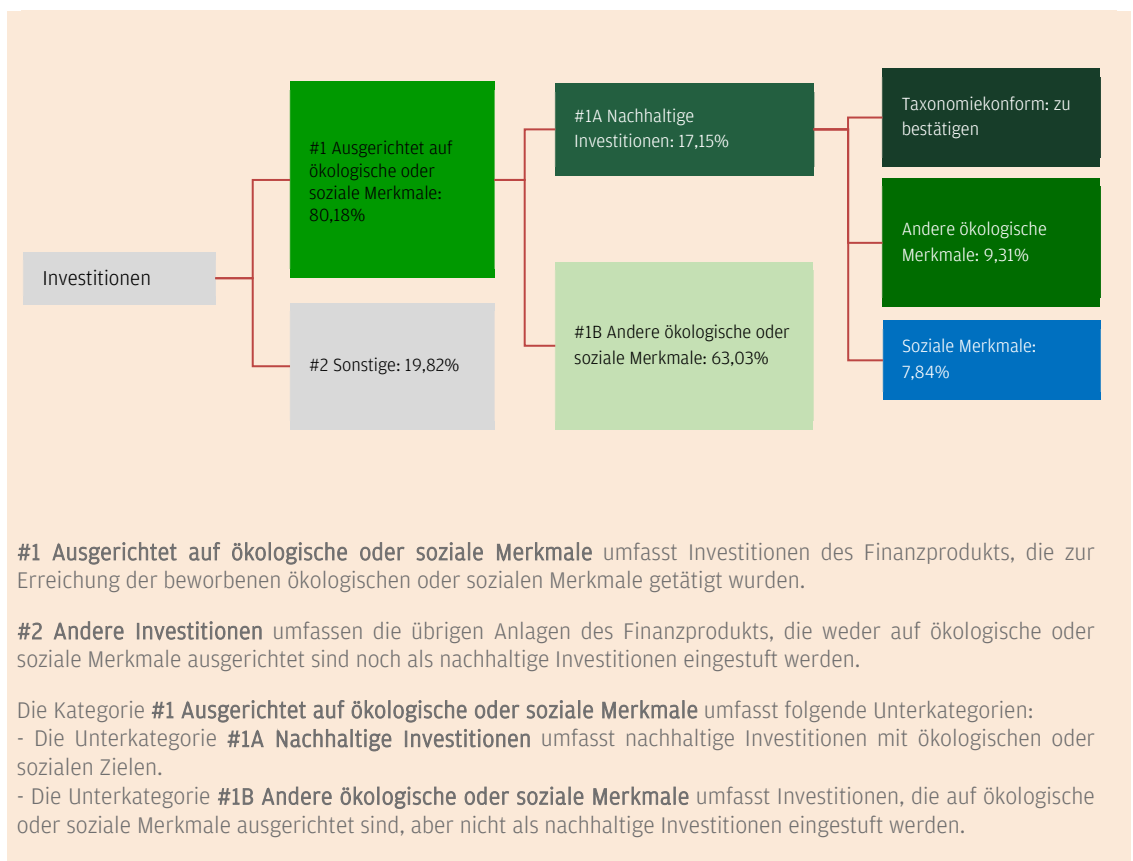 Investitionen
#1 Ausgerichtet auf
ökologische oder
soziale Merkmale:
80,18%
#2 Sonstige: 19,82%
#1A Nachhaltige
Investitionen: 17,15%
#1B Andere ökologische oder
soziale Merkmale: 63,03%
Taxonomiekonform: zu
bestätigen
Andere ökologische
Merkmale: 9,31%
Soziale Merkmale:
7,84%
#1 Ausgerichtet auf ökologische oder soziale Merkmale umfasst Investitionen des Finanzprodukts, die zur
Erreichung der beworbenen ökologischen oder sozialen Merkmale getätigt wurden.
#2 Andere Investitionen umfassen die übrigen Anlagen des Finanzprodukts, die weder auf ökologische oder
soziale Merkmale ausgerichtet sind noch als nachhaltige Investitionen eingestuft werden.
Die Kategorie #1 Ausgerichtet auf ökologische oder soziale Merkmale umfasst folgende Unterkategorien:
- Die Unterkategorie #1A Nachhaltige Investitionen umfasst nachhaltige Investitionen mit ökologischen oder
sozialen Zielen.
- Die Unterkategorie #1B Andere ökologische oder soziale Merkmale umfasst Investitionen, die auf ökologische
oder soziale Merkmale ausgerichtet sind, aber nicht als nachhaltige Investitionen eingestuft werden.